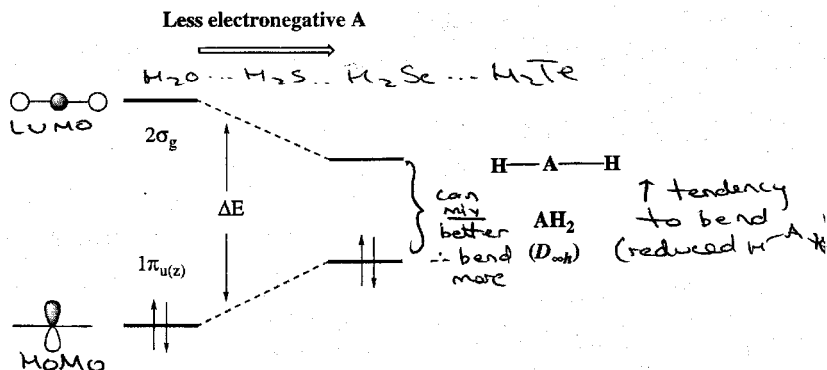 Less electronegative A
H₂O ... H₂S .. H₂Se ... H₂Te
LUMO
2σg
ΔE
1πu(z)
HOMO
can
mix
better
∴ bend
more
H—A—H
AH₂
(D∞h)
↑ tendency
to bend
(reduced H A